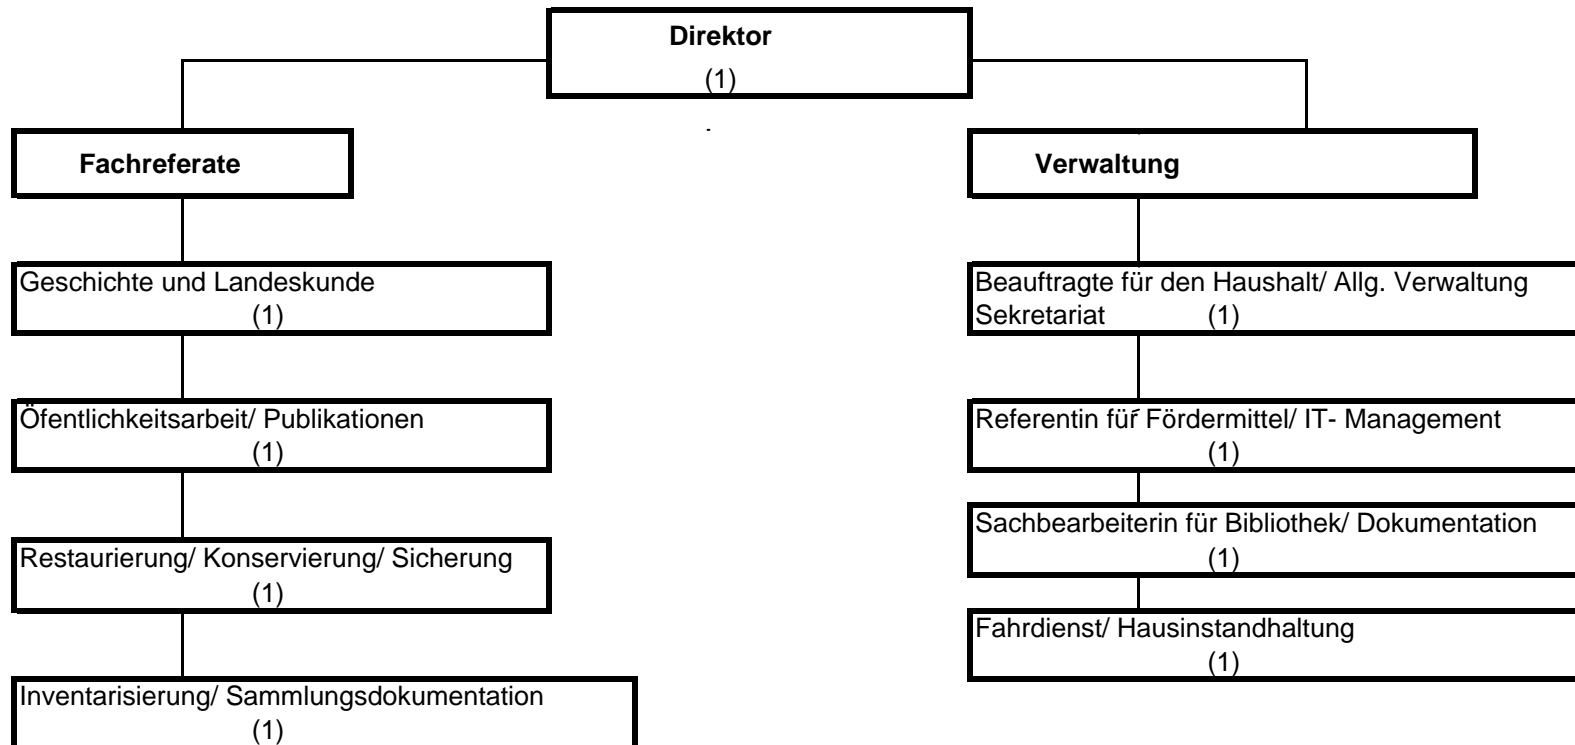 Direktor
(1)
Fachreferate
Geschichte und Landeskunde
(1)
Öfentlichkeitsarbeit/ Publikationen
(1)
Restaurierung/ Konservierung/ Sicherung
(1)
Inventarisierung/ Sammlungsdokumentation
(1)
Verwaltung
Beauftragte für den Haushalt/ Allg. Verwaltung
Sekretariat (1)
Referentin für Fördermittel/ IT- Management
(1)
Sachbearbeiterin für Bibliothek/ Dokumentation
(1)
Fahrdienst/ Hausinstandhaltung
(1)